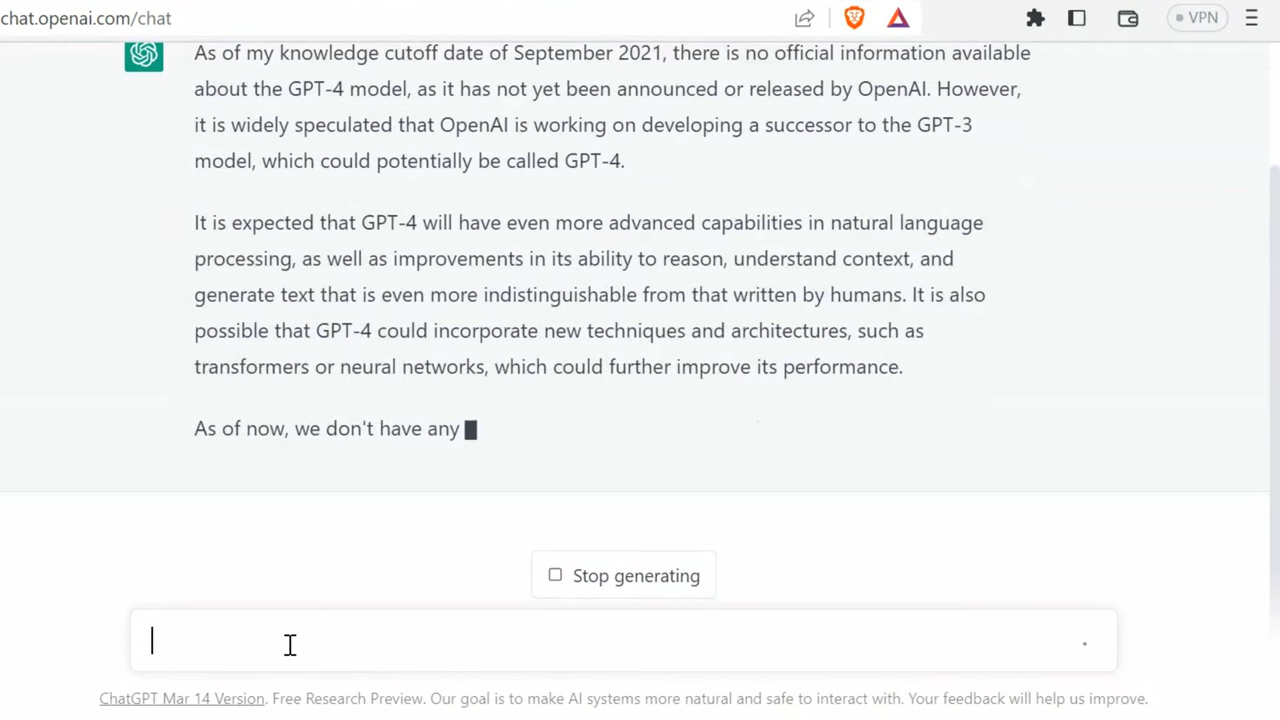 chat.openai.com/chat
VPN
As of my knowledge cutoff date of September 2021, there is no official information available
about the GPT-4 model, as it has not yet been announced or released by OpenAI. However,
it is widely speculated that OpenAI is working on developing a successor to the GPT-3
model, which could potentially be called GPT-4.
It is expected that GPT-4 will have even more advanced capabilities in natural language
processing, as well as improvements in its ability to reason, understand context, and
generate text that is even more indistinguishable from that written by humans. It is also
possible that GPT-4 could incorporate new techniques and architectures, such as
transformers or neural networks, which could further improve its performance.
As of now, we don't have any
Stop generating
ChatGPT Mar 14 Version. Free Research Preview. Our goal is to make AI systems more natural and safe to interact with. Your feedback will help us improve.